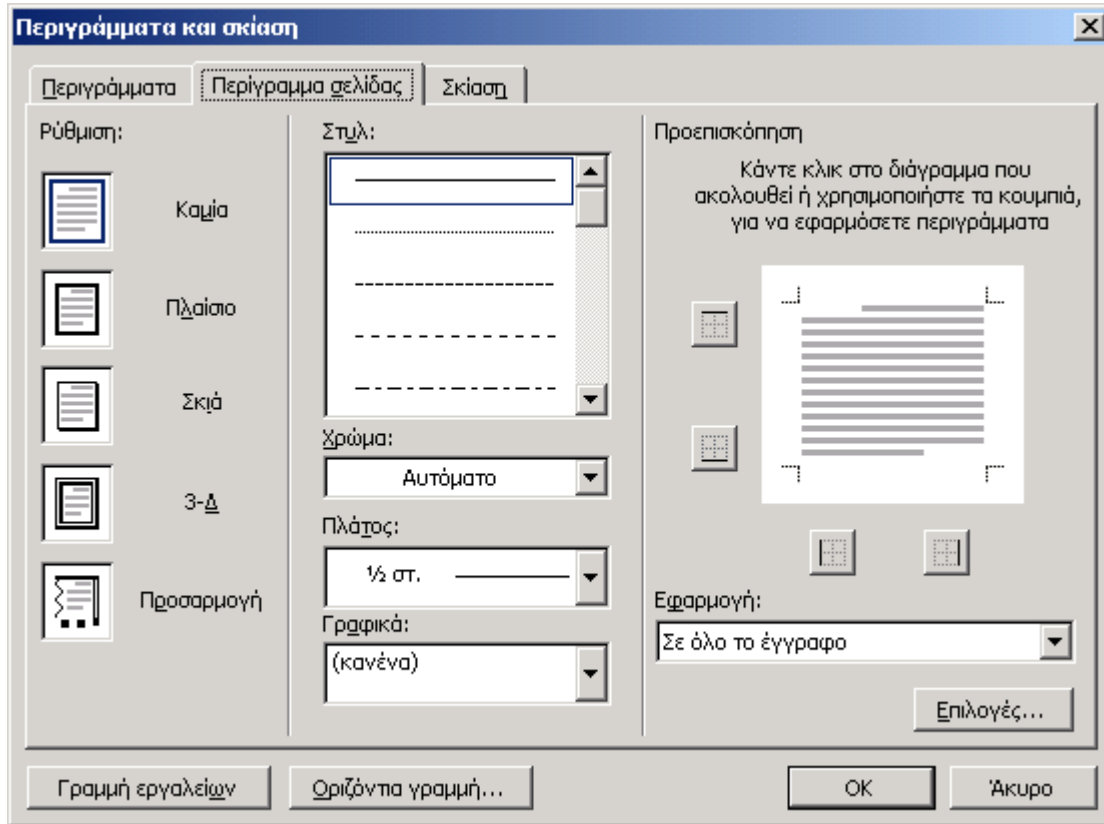 Περιγράμματα και σκίαση
Περιγράμματα
Περίγραμμα σελίδας
Σκίαση
Ρύθμιση:
Καμία
Πλαίσιο
Σκιά
3-Δ
Προσαρμογή
Στυλ:
Χρώμα:
Αυτόματο
Πλάτος:
½ στ.
Γραφικά:
(κανένα)
Προεπισκόπηση
Κάντε κλικ στο διάγραμμα που
ακολουθεί ή χρησιμοποιήστε τα κουμπιά,
για να εφαρμόσετε περιγράμματα
Εφαρμογή:
Σε όλο το έγγραφο
Επιλογές...
Γραμμή εργαλείων
Οριζόντια γραμμή...
OK
Άκυρο